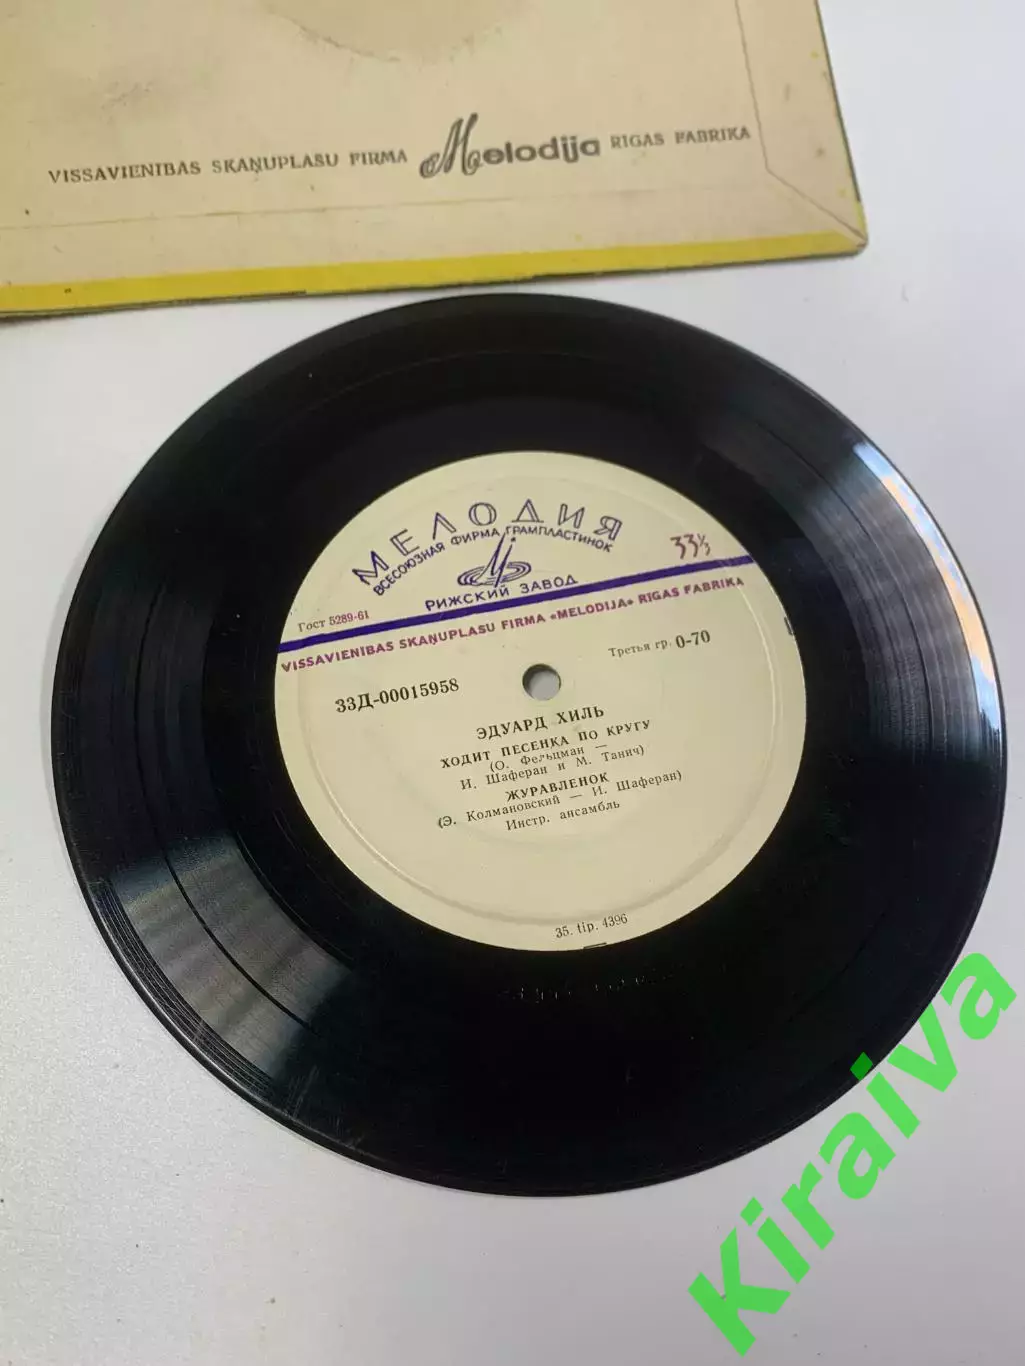 VISSAVIENIBAS SKAŅUPLAŠU FIRMA Melodija RIGAS FABRIKA
МЕЛОДИЯ
ВСЕСОЮЗНАЯ ФИРМА ГРАМПЛАСТИНОК
33⅓
РИЖСКИЙ ЗАВОД
Гост 5289-61
VISSAVIENIBAS SKAŅUPLAŠU FIRMA «MELODIJA» RIGAS FABRIKA
Третья гр. 0-70
33Д-00015958
ЭДУАРД ХИЛЬ
ХОДИТ ПЕСЕНКА ПО КРУГУ
(О. Фельцман —
И. Шаферан и М. Танич)
ЖУРАВЛЕНОК
(Э. Колмановский — И. Шаферан)
Инстр. ансамбль
35. tip. 4396
Kiraiva